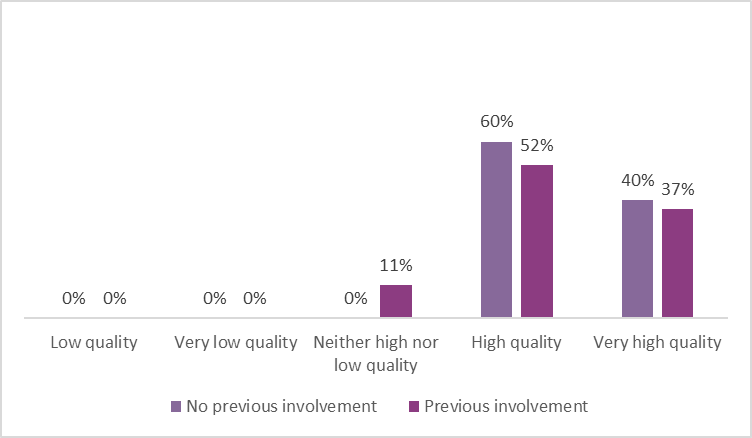 60%
52%
40%
37%
11%
0%
0%
0%
0%
0%
Low quality
Very low quality
Neither high nor
low quality
High quality
Very high quality
No previous involvement
Previous involvement